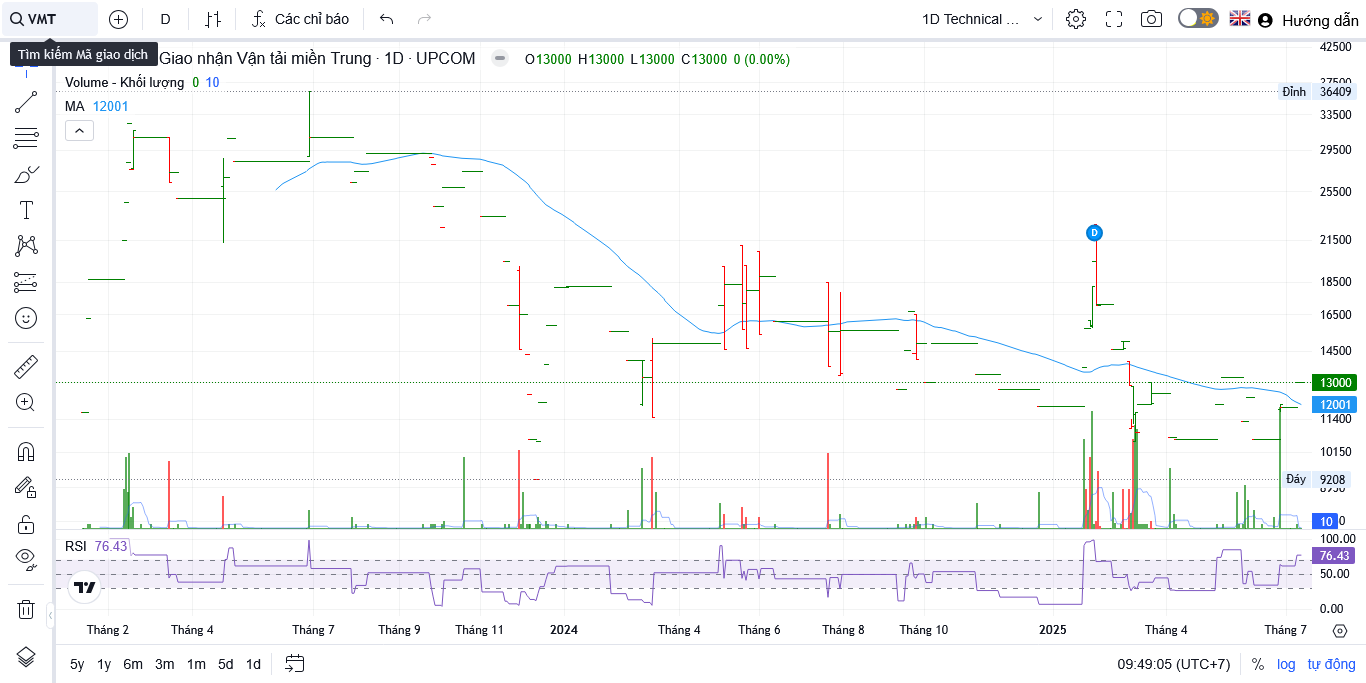 VMT
D
Các chỉ báo
1D Technical ...
Hướng dẫn
Tìm kiếm Mã giao dịch
Giao nhận Vận tải miền Trung · 1D · UPCOM
O13000 H13000 L13000 C13000 0 (0.00%)
Volume - Khối lượng 0 10
MA 12001
42500
Đỉnh 36409
33500
29500
25500
21500
D
18500
16500
14500
13000
12001
11400
10150
Đáy 9208
10
RSI 76.43
100.00
76.43
50.00
0.00
Tháng 2
Tháng 4
Tháng 7
Tháng 9
Tháng 11
2024
Tháng 4
Tháng 6
Tháng 8
Tháng 10
2025
Tháng 4
Tháng 7
5y 1y 6m 3m 1m 5d 1d
09:49:05 (UTC+7)
% log tự động